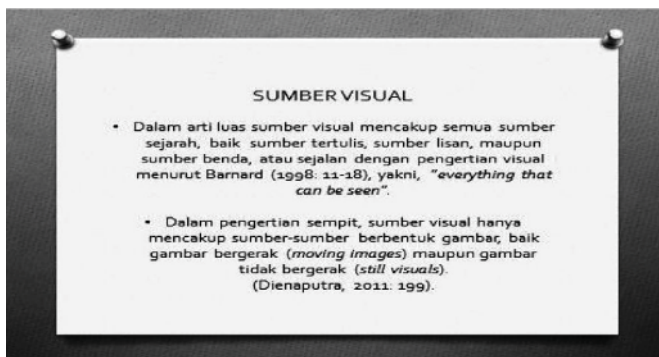 SUMBER VISUAL
• Dalam arti luas sumber visual mencakup semua sumber
sejarah, baik sumber tertulis, sumber lisan, maupun
sumber benda, atau sejalan dengan pengertian visual
menurut Barnard (1998: 11-18), yakni, "everything that
can be seen".
• Dalam pengertian sempit, sumber visual hanya
mencakup sumber-sumber berbentuk gambar, baik
gambar bergerak (moving images) maupun gambar
tidak bergerak (still visuals).
(Dienaputra, 2011: 199).